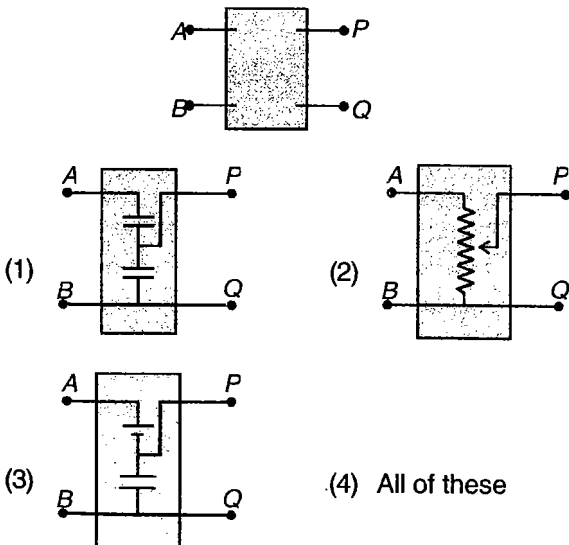 A P
B Q
A P A P
(1) (2)
B Q B Q
A P
(3) (4) All of these
B Q